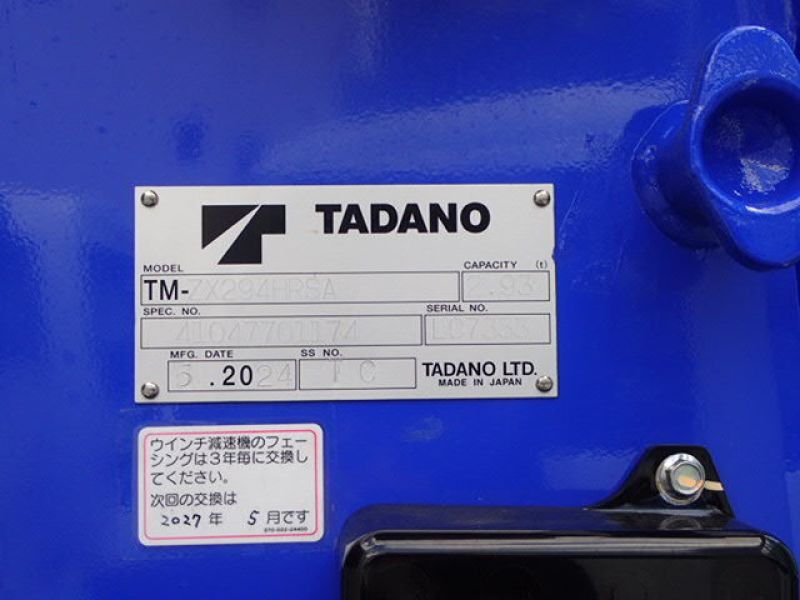 TADANO
MODEL
CAPACITY (t)
TM-ZX294HRSA
2.93
SPEC. NO.
SERIAL NO.
41047701174
LC7333
MFG. DATE
SS NO.
5 .2024
1 C
TADANO LTD.
MADE IN JAPAN
ウインチ減速機のフェー
シングは3年毎に交換し
てください。
次回の交換は
2027年 5月です